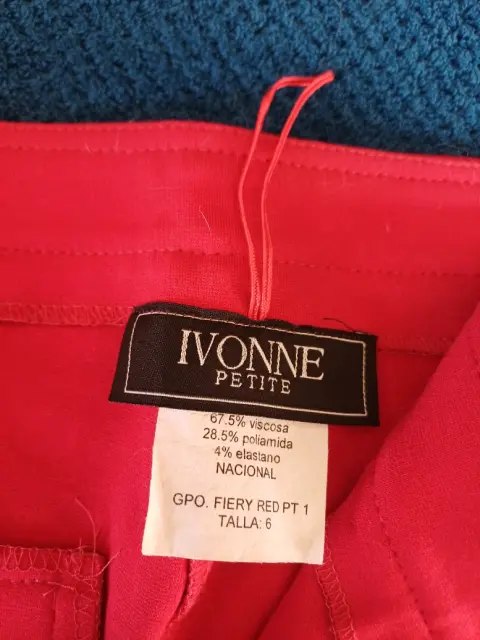 IVONNE
PETITE
67.5% viscosa
28.5% poliamida
4% elastano
NACIONAL
GPO. FIERY RED PT 1
TALLA: 6